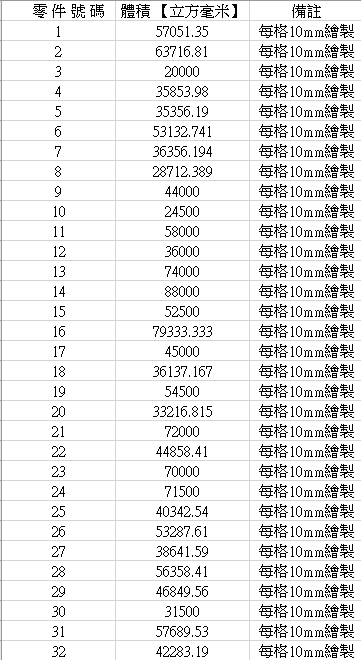 零件號碼 體積【立方毫米】 備註
1 57051.35 每格10mm繪製
2 63716.81 每格10mm繪製
3 20000 每格10mm繪製
4 35853.98 每格10mm繪製
5 35356.19 每格10mm繪製
6 53132.741 每格10mm繪製
7 36356.194 每格10mm繪製
8 28712.389 每格10mm繪製
9 44000 每格10mm繪製
10 24500 每格10mm繪製
11 58000 每格10mm繪製
12 36000 每格10mm繪製
13 74000 每格10mm繪製
14 88000 每格10mm繪製
15 52500 每格10mm繪製
16 79333.333 每格10mm繪製
17 45000 每格10mm繪製
18 36137.167 每格10mm繪製
19 54500 每格10mm繪製
20 33216.815 每格10mm繪製
21 72000 每格10mm繪製
22 44858.41 每格10mm繪製
23 70000 每格10mm繪製
24 71500 每格10mm繪製
25 40342.54 每格10mm繪製
26 53287.61 每格10mm繪製
27 38641.59 每格10mm繪製
28 56358.41 每格10mm繪製
29 46849.56 每格10mm繪製
30 31500 每格10mm繪製
31 57689.53 每格10mm繪製
32 42283.19 每格10mm繪製